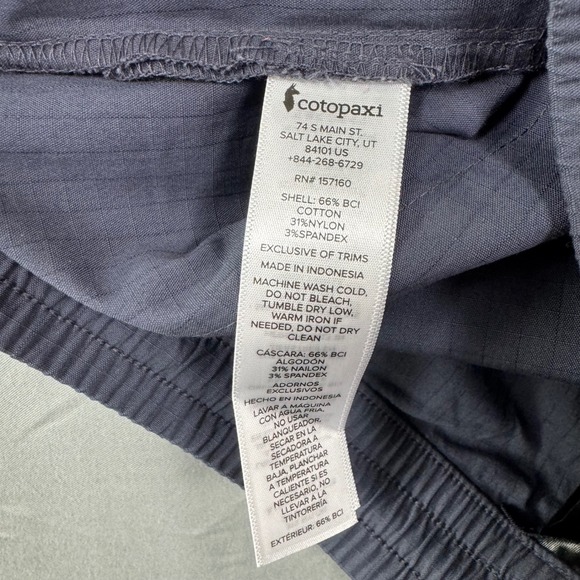 cotopaxi
74 S MAIN ST.
SALT LAKE CITY, UT
84101 US
+844-268-6729
RN# 157160
SHELL: 66% BCI
COTTON
31%NYLON
3%SPANDEX
EXCLUSIVE OF TRIMS
MADE IN INDONESIA
MACHINE WASH COLD,
DO NOT BLEACH,
TUMBLE DRY LOW,
WARM IRON IF
NEEDED, DO NOT DRY
CLEAN
CÁSCARA: 66% BCI
ALGODÓN
31% NAILON
3% SPANDEX
ADORNOS
EXCLUSIVOS
HECHO EN INDONESIA
LAVAR A MÁQUINA
CON AGUA FRÍA,
NO USAR
BLANQUEADOR,
SECAR EN LA
SECADORA A
TEMPERATURA
BAJA, PLANCHAR
A TEMPERATURA
CALIENTE SI ES
NECESARIO, NO
LLEVAR A LA
TINTORERÍA
EXTÉRIEUR: 66% BCI